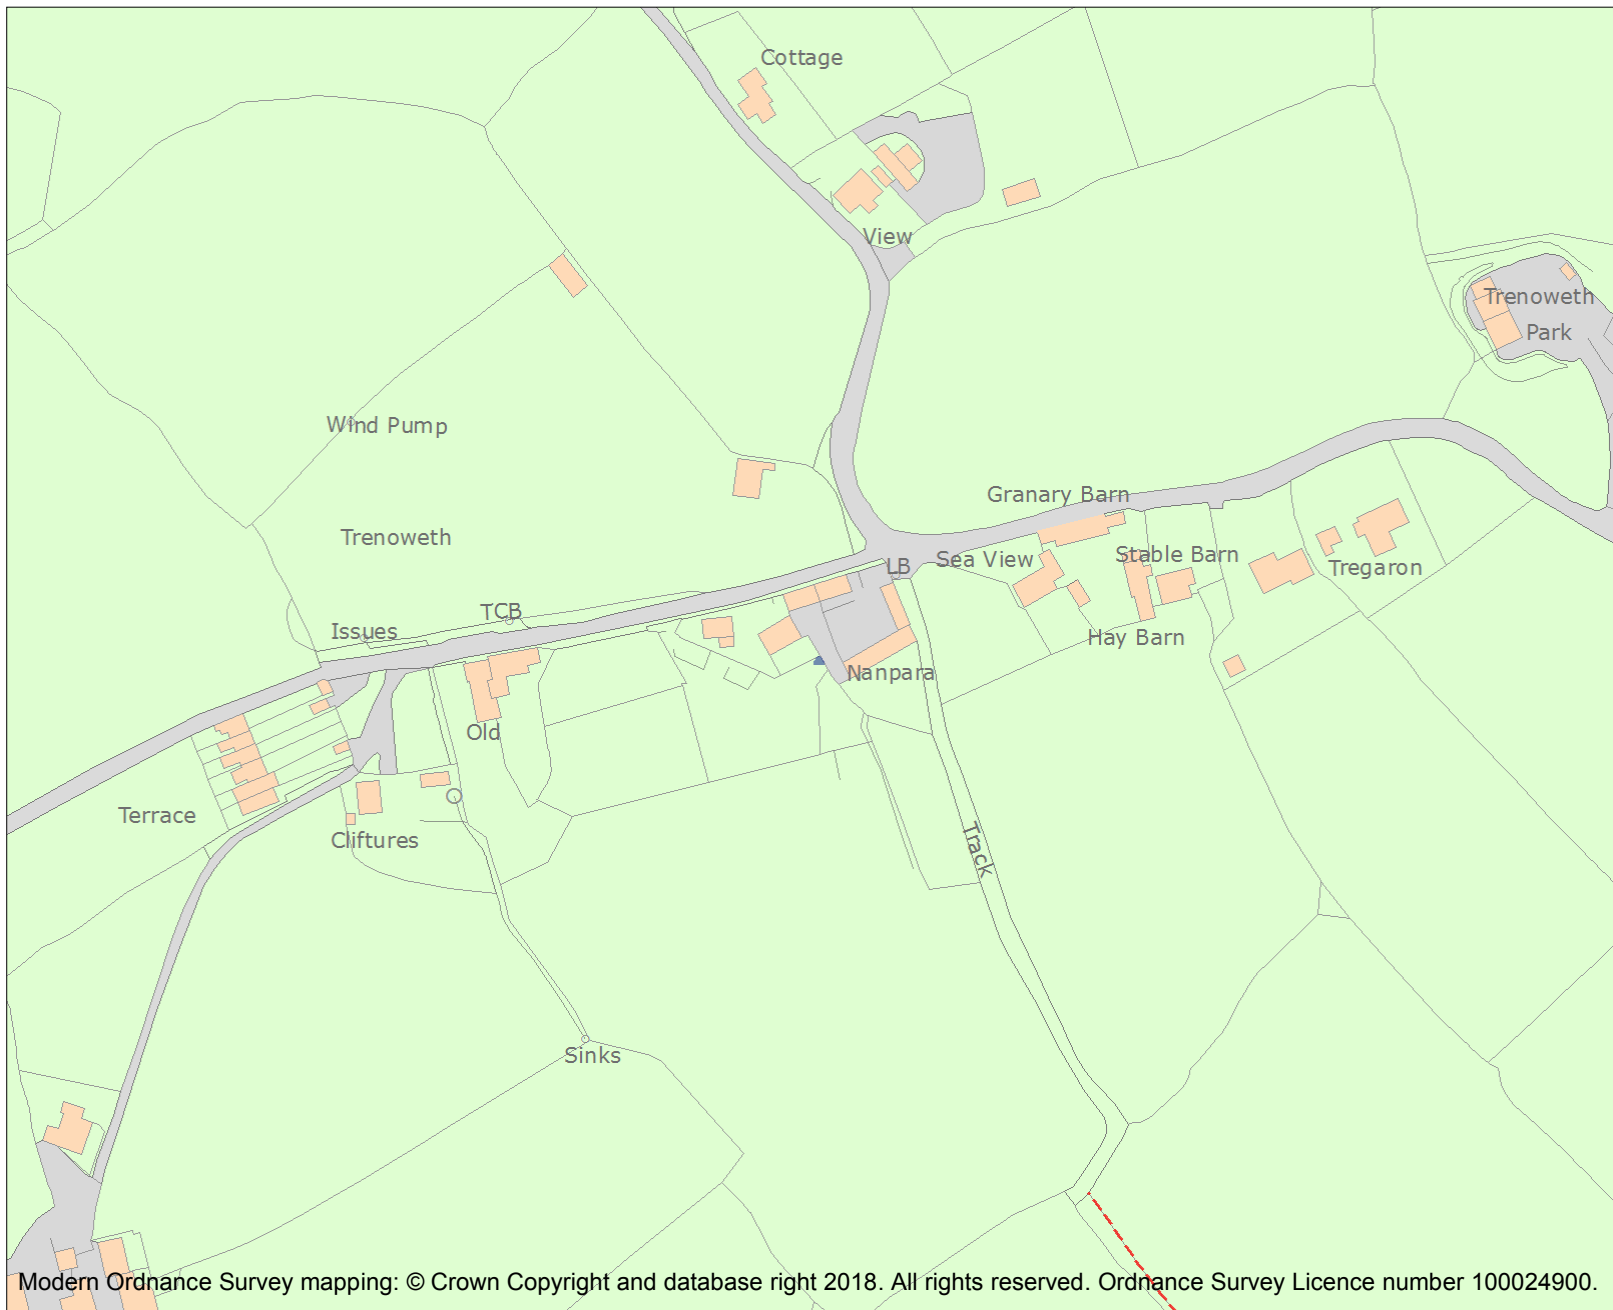 Cottage
View
Trenoweth
Park
Wind Pump
Granary Barn
Trenoweth
Sea View
Stable Barn
LB
Tregaron
TCB
Issues
Hay Barn
Nanpara
Old
Terrace
Cliftures
Track
Sinks
Modern Ordnance Survey mapping: © Crown Copyright and database right 2018. All rights reserved. Ordnance Survey Licence number 100024900.